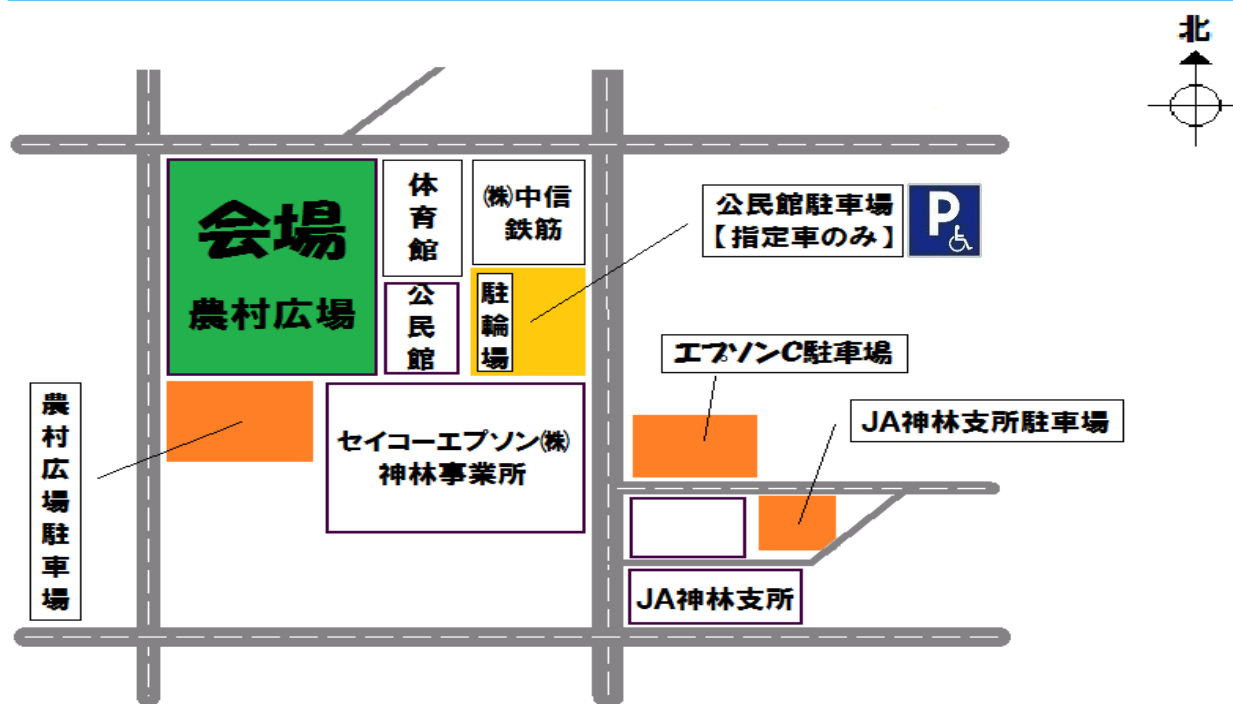 北
会場
農村広場
体育館
㈱中信
鉄筋
公民館
駐輪場
公民館駐車場
【指定車のみ】
P
エプソンC駐車場
農村広場駐車場
セイコーエプソン㈱
神林事業所
JA神林支所駐車場
JA神林支所